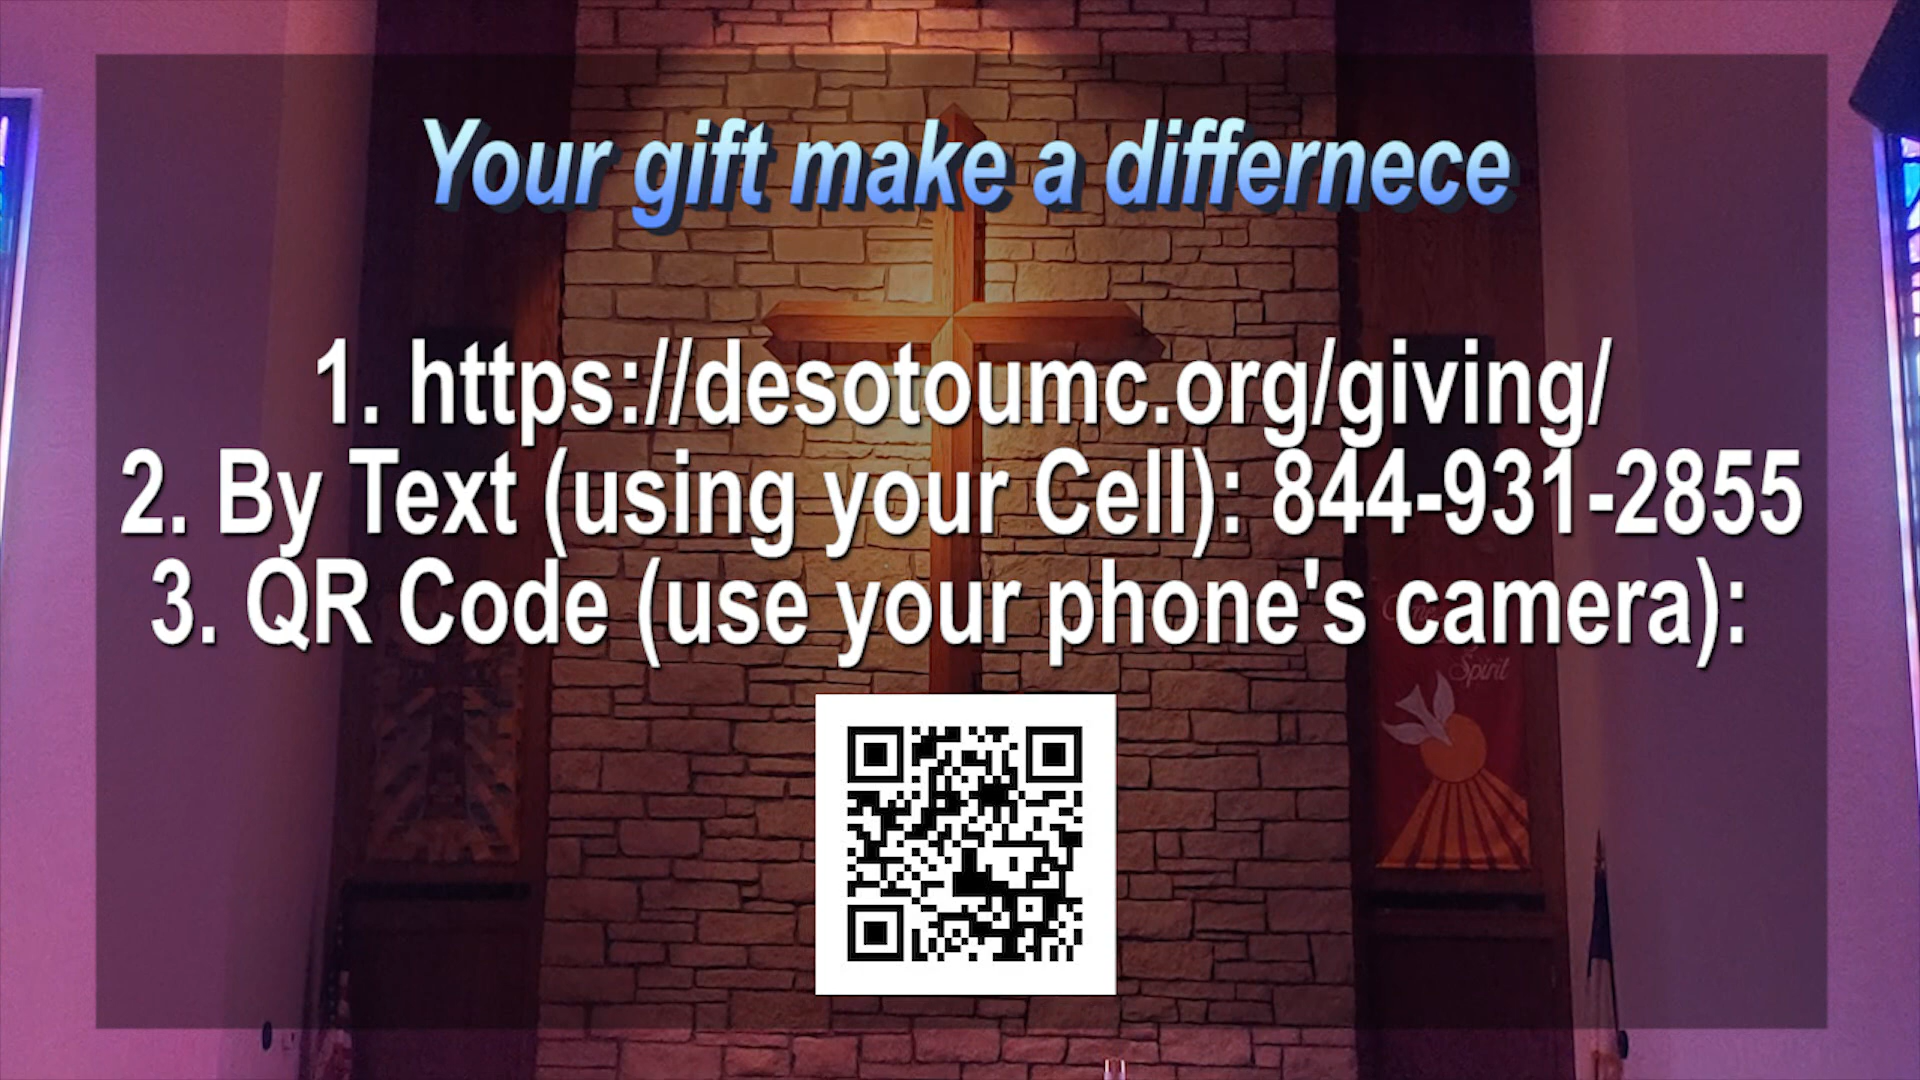 Your gift make a differnece
1. https://desotoumc.org/giving/
2. By Text (using your Cell): 844-931-2855
3. QR Code (use your phone's camera):
Spirit